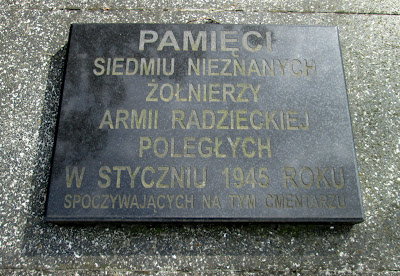 PAMIĘCI
SIEDMIU NIEZNANYCH
ŻOŁNIERZY
ARMII RADZIECKIEJ
POLEGŁYCH
W STYCZNIU 1945 ROKU
SPOCZYWAJĄCYCH NA TYM CMENTARZU